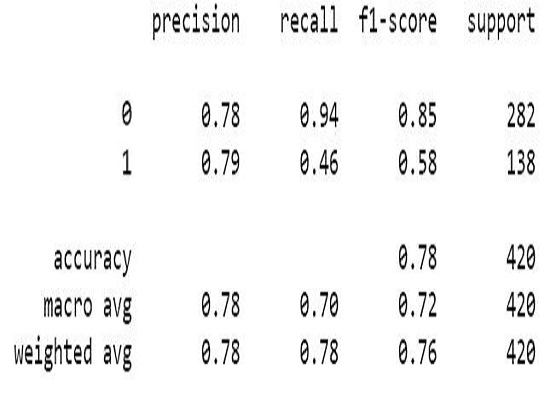 precision recall f1-score support
0 0.78 0.94 0.85 282
1 0.79 0.46 0.58 138
accuracy 0.78 420
macro avg 0.78 0.70 0.72 420
weighted avg 0.78 0.78 0.76 420